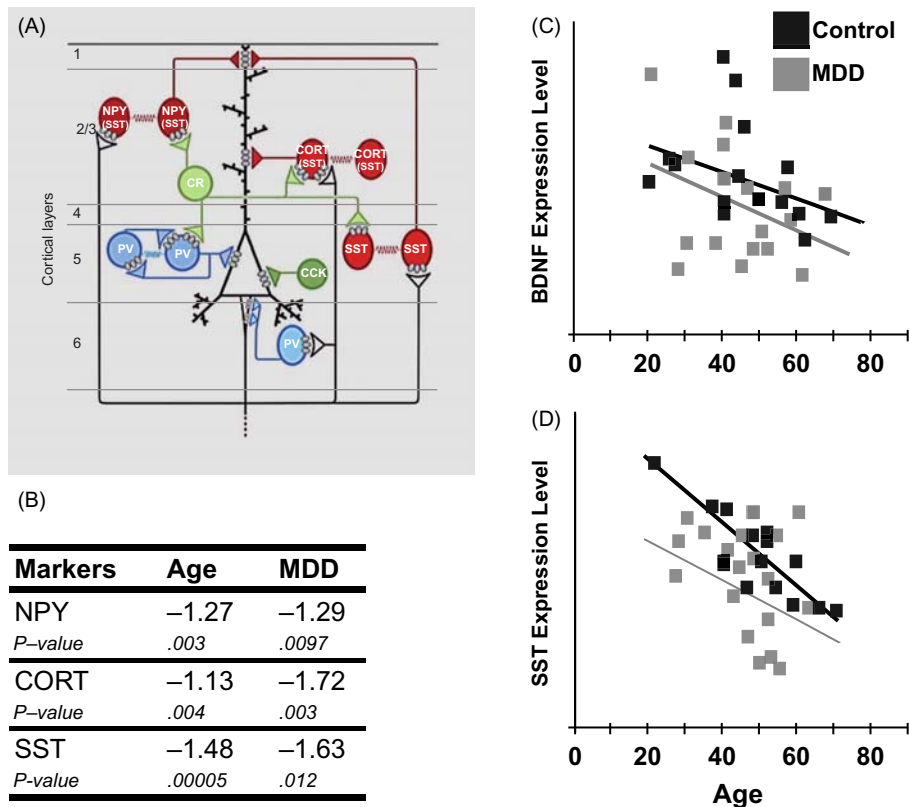 (A)
1
2/3
4
5
6
Cortical layers
NPY
(SST)
NPY
(SST)
CORT
(SST)
CORT
(SST)
CR
PV
PV
SST
SST
CCK
PV
(B)
Markers Age MDD
NPY –1.27 –1.29
P–value .003 .0097
CORT –1.13 –1.72
P–value .004 .003
SST –1.48 –1.63
P-value .00005 .012
(C)
Control
MDD
BDNF Expression Level
0 20 40 60 80
(D)
SST Expression Level
0 20 40 60 80
Age